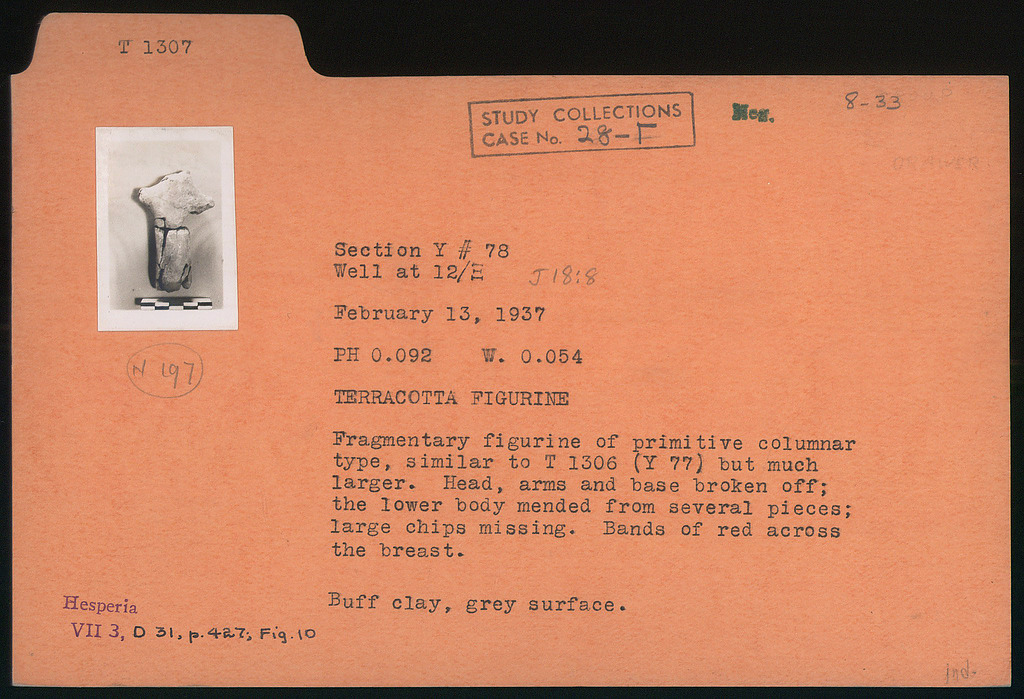 T 1307
STUDY COLLECTIONS
CASE No. 28-F
Neg.
8-33
Section Y # 78
Well at 12/Ξ J 18:8
February 13, 1937
PH 0.092 W. 0.054
N 197
TERRACOTTA FIGURINE
Fragmentary figurine of primitive columnar
type, similar to T 1306 (Y 77) but much
larger. Head, arms and base broken off;
the lower body mended from several pieces;
large chips missing. Bands of red across
the breast.
Buff clay, grey surface.
Hesperia
VII 3, D 31, p.427; Fig.10